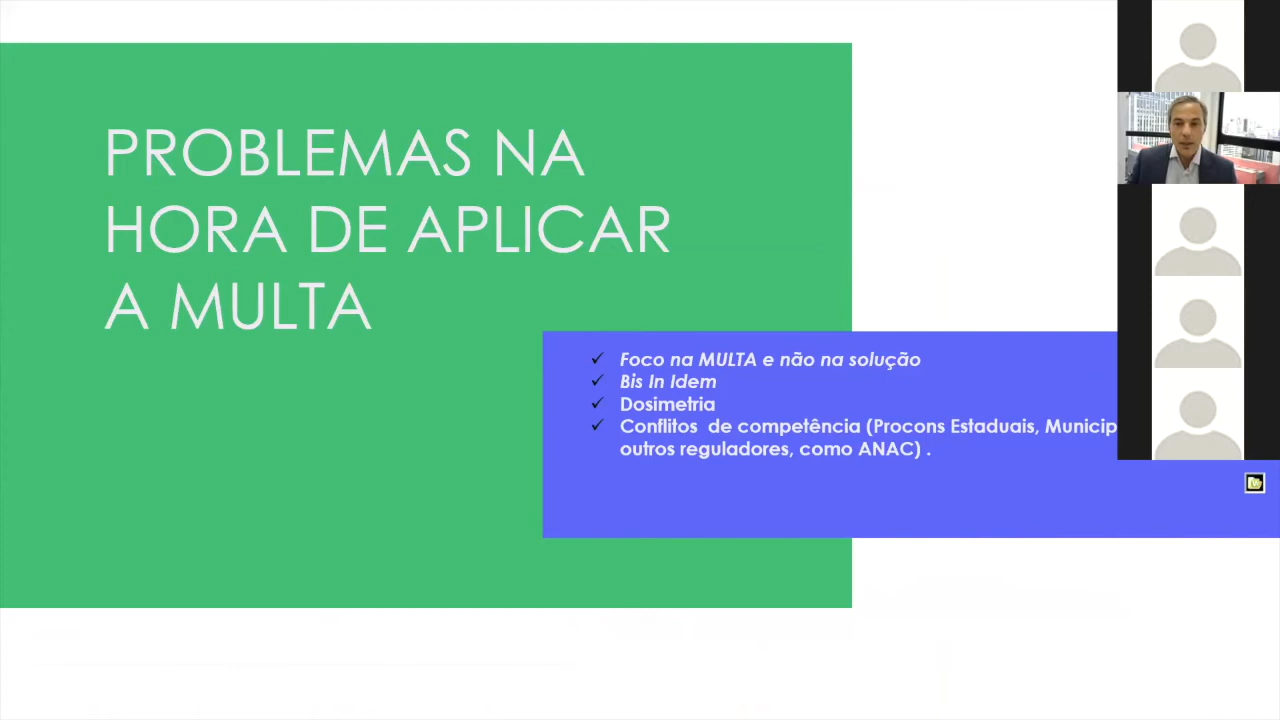 PROBLEMAS NA
HORA DE APLICAR
A MULTA
Foco na MULTA e não na solução
Bis In Idem
Dosimetria
Conflitos de competência (Procons Estaduais,
outros reguladores, como ANAC) .